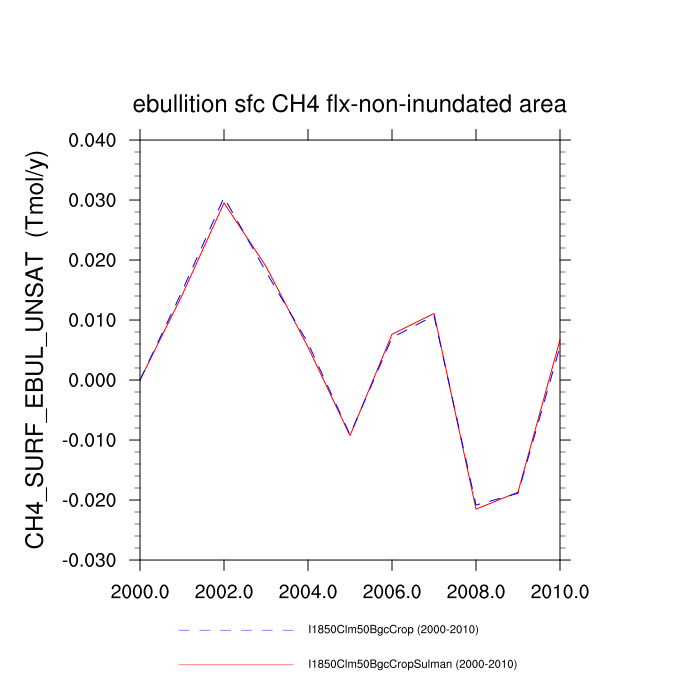 ebullition sfc CH4 flx-non-inundated area
CH4_SURF_EBUL_UNSAT (Tmol/y)
0.040
0.030
0.020
0.010
0.000
-0.010
-0.020
-0.030
2000.0 2002.0 2004.0 2006.0 2008.0 2010.0
I1850Clm50BgcCrop (2000-2010)
I1850Clm50BgcCropSulman (2000-2010)